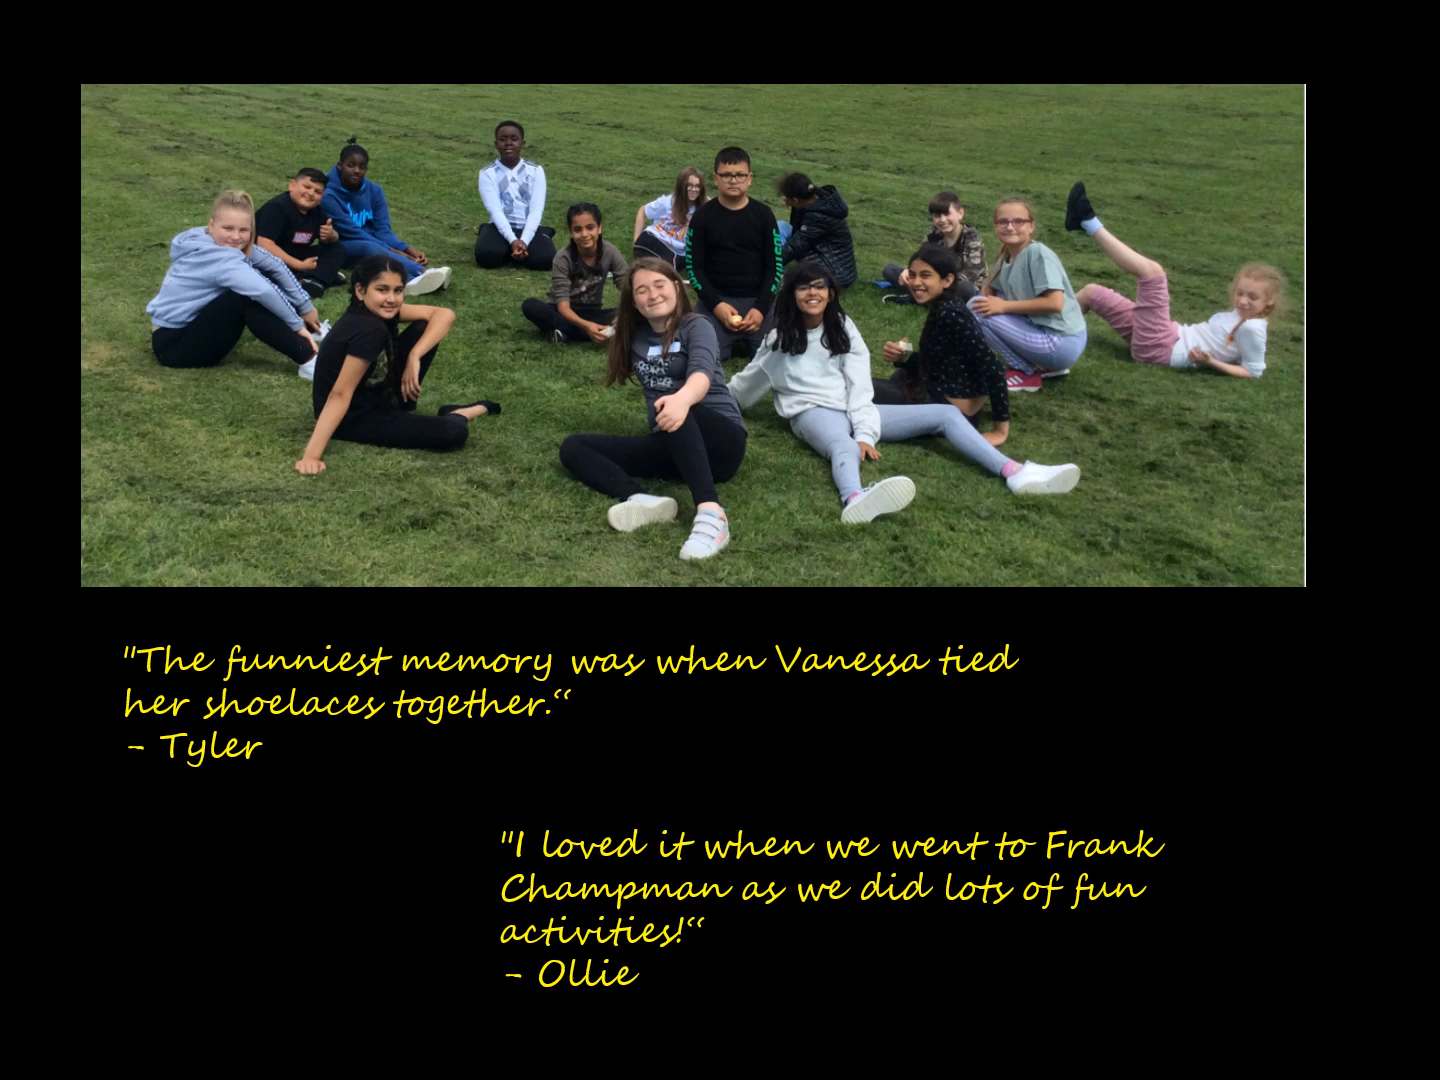 "The funniest memory was when Vanessa tied
her shoelaces together.“
- Tyler
"I loved it when we went to Frank
Champman as we did lots of fun
activities!“
- Ollie